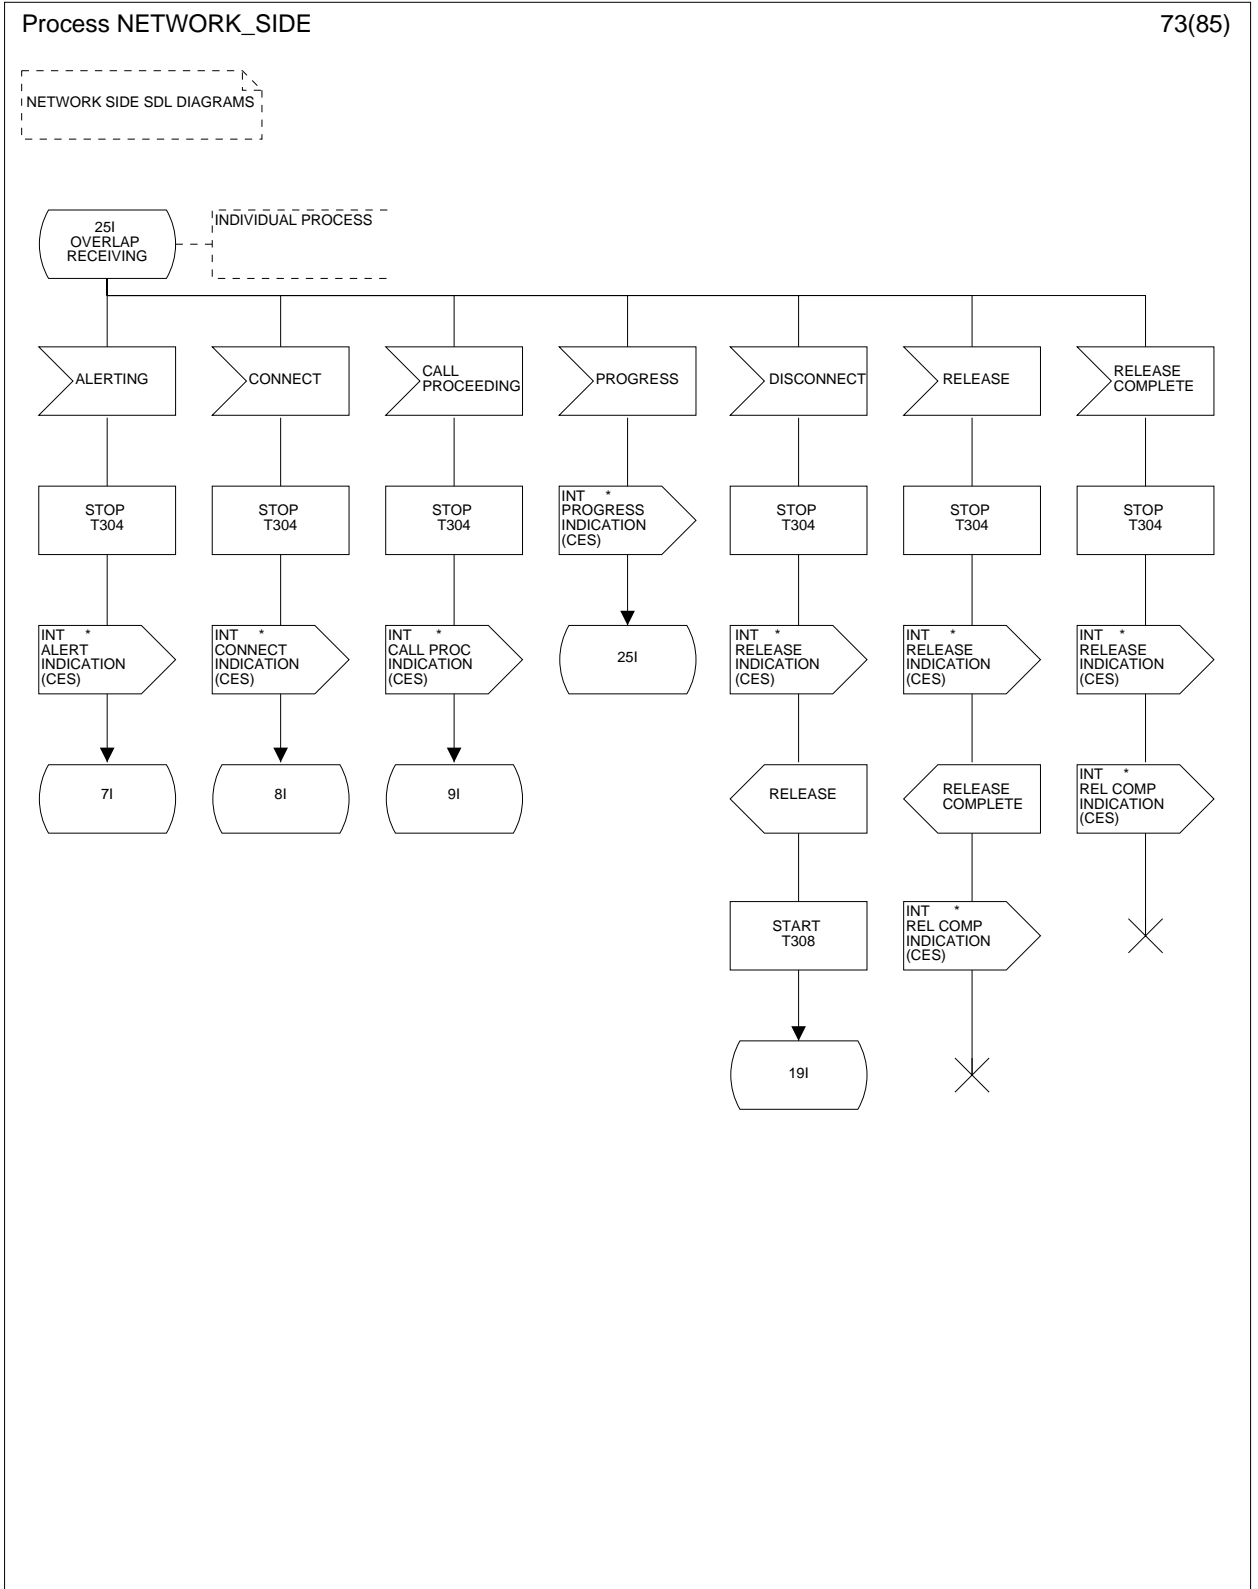 Process NETWORK_SIDE
73(85)
NETWORK SIDE SDL DIAGRAMS
25I
OVERLAP
RECEIVING
INDIVIDUAL PROCESS
ALERTING
CONNECT
CALL
PROCEEDING
PROGRESS
DISCONNECT
RELEASE
RELEASE
COMPLETE
STOP
T304
STOP
T304
STOP
T304
INT *
PROGRESS
INDICATION
(CES)
STOP
T304
STOP
T304
STOP
T304
INT *
ALERT
INDICATION
(CES)
INT *
CONNECT
INDICATION
(CES)
INT *
CALL PROC
INDICATION
(CES)
25I
INT *
RELEASE
INDICATION
(CES)
INT *
RELEASE
INDICATION
(CES)
INT *
RELEASE
INDICATION
(CES)
7I
8I
9I
RELEASE
RELEASE
COMPLETE
INT *
REL COMP
INDICATION
(CES)
START
T308
INT *
REL COMP
INDICATION
(CES)
19I